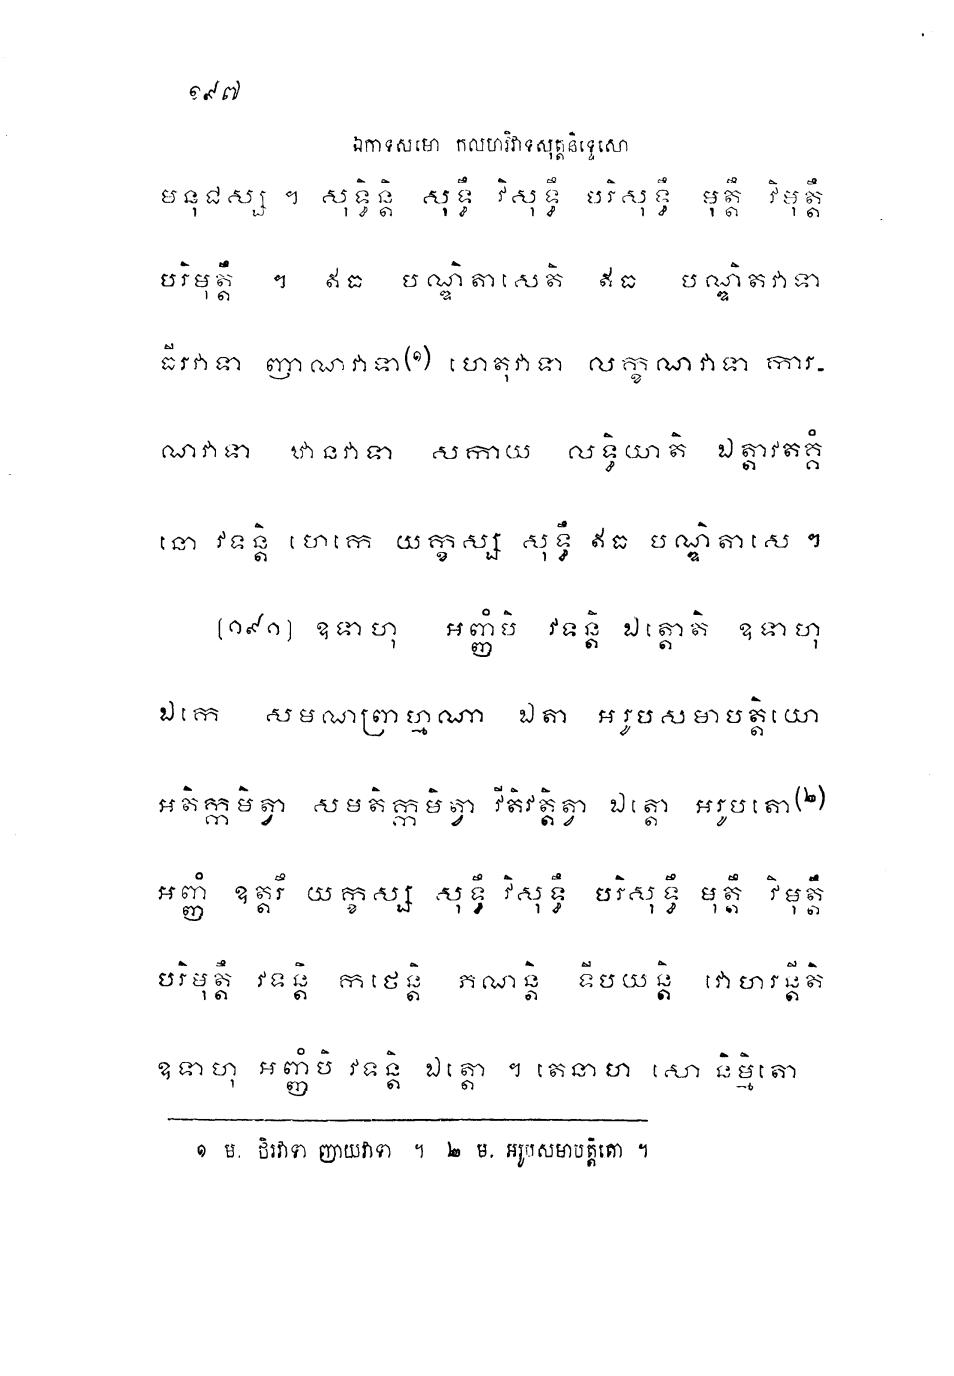 ១៩៧
ឯកាទសមោ កលហវិវាទសុត្តនិទ្ទេសោ
មនុជស្ស ។ សុទ្ធិន្តិ សុទ្ធឹ វិសុទ្ធឹ បរិសុទ្ធឹ មុត្តឹ វិមុត្តឹ
បរិមុត្តឹ ។ ឥធ បណ្ឌិតាសេតិ ឥធ បណ្ឌិតវាទា
ធីរវាទា ញាណវាទា(១) ហេតុវាទា លក្ខណវាទា ការ-
ណវាទា ឋានវាទា សកាយ លទ្ធិយាតិ ឯត្តាវតគ្គំ
នោ វទន្តិ ហេកេ យក្ខស្ស សុទ្ធឹ ឥធ បណ្ឌិតាសេ ។
[១៩១] ឧទាហុ អញ្ញំបិ វទន្តិ ឯត្តោតិ ឧទាហុ
ឯកេ សមណព្រាហ្មណា ឯតា អរូបសមាបត្តិយោ
អតិក្កមិត្វា សមតិក្កមិត្វា វីតិវត្តិត្វា ឯត្តោ អរូបតោ(២)
អញ្ញំ ឧត្តរឹ យក្ខស្ស សុទ្ធឹ វិសុទ្ធឹ បរិសុទ្ធឹ មុត្តឹ វិមុត្តឹ
បរិមុត្តឹ វទន្តិ កថេន្តិ ភណន្តិ ទីបយន្តិ វោហរន្តីតិ
ឧទាហុ អញ្ញំបិ វទន្តិ ឯត្តោ ។ តេនាហ សោ និម្មិតោ
១ ម. ថិរវាទា ញាយវាទា ។ ២ ម. អរូបសមាបត្តិតោ ។